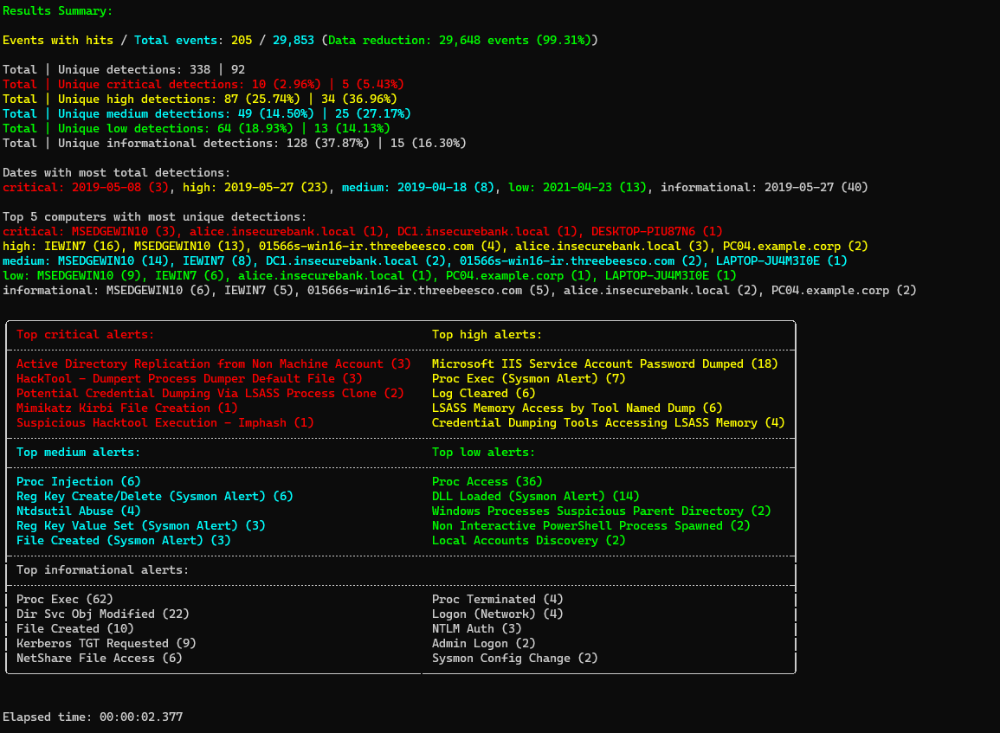 Results Summary:
Events with hits / Total events: 205 / 29,853 (Data reduction: 29,648 events (99.31%))
Total | Unique detections: 338 | 92
Total | Unique critical detections: 10 (2.96%) | 5 (5.43%)
Total | Unique high detections: 87 (25.74%) | 34 (36.96%)
Total | Unique medium detections: 49 (14.50%) | 25 (27.17%)
Total | Unique low detections: 64 (18.93%) | 13 (14.13%)
Total | Unique informational detections: 128 (37.87%) | 15 (16.30%)
Dates with most total detections:
critical: 2019-05-08 (3), high: 2019-05-27 (23), medium: 2019-04-18 (8), low: 2021-04-23 (13), informational: 2019-05-27 (40)
Top 5 computers with most unique detections:
critical: MSEDGEWIN10 (3), alice.insecurebank.local (1), DC1.insecurebank.local (1), DESKTOP-PIU87N6 (1)
high: IEWIN7 (16), MSEDGEWIN10 (13), 01566s-win16-ir.threebeesco.com (4), alice.insecurebank.local (3), PC04.example.corp (2)
medium: MSEDGEWIN10 (14), IEWIN7 (8), DC1.insecurebank.local (2), 01566s-win16-ir.threebeesco.com (2), LAPTOP-JU4M3I0E (1)
low: MSEDGEWIN10 (9), IEWIN7 (6), alice.insecurebank.local (1), PC04.example.corp (1), LAPTOP-JU4M3I0E (1)
informational: MSEDGEWIN10 (6), IEWIN7 (5), 01566s-win16-ir.threebeesco.com (5), alice.insecurebank.local (2), PC04.example.corp (2)
Top critical alerts: Top high alerts:
Active Directory Replication from Non Machine Account (3) Microsoft IIS Service Account Password Dumped (18)
HackTool - Dumpert Process Dumper Default File (3) Proc Exec (Sysmon Alert) (7)
Potential Credential Dumping Via LSASS Process Clone (2) Log Cleared (6)
Mimikatz Kirbi File Creation (1) LSASS Memory Access by Tool Named Dump (6)
Suspicious Hacktool Execution - Imphash (1) Credential Dumping Tools Accessing LSASS Memory (4)
Top medium alerts: Top low alerts:
Proc Injection (6) Proc Access (36)
Reg Key Create/Delete (Sysmon Alert) (6) DLL Loaded (Sysmon Alert) (14)
Ntdsutil Abuse (4) Windows Processes Suspicious Parent Directory (2)
Reg Key Value Set (Sysmon Alert) (3) Non Interactive PowerShell Process Spawned (2)
File Created (Sysmon Alert) (3) Local Accounts Discovery (2)
Top informational alerts:
Proc Exec (62) Proc Terminated (4)
Dir Svc Obj Modified (22) Logon (Network) (4)
File Created (10) NTLM Auth (3)
Kerberos TGT Requested (9) Admin Logon (2)
NetShare File Access (6) Sysmon Config Change (2)
Elapsed time: 00:00:02.377